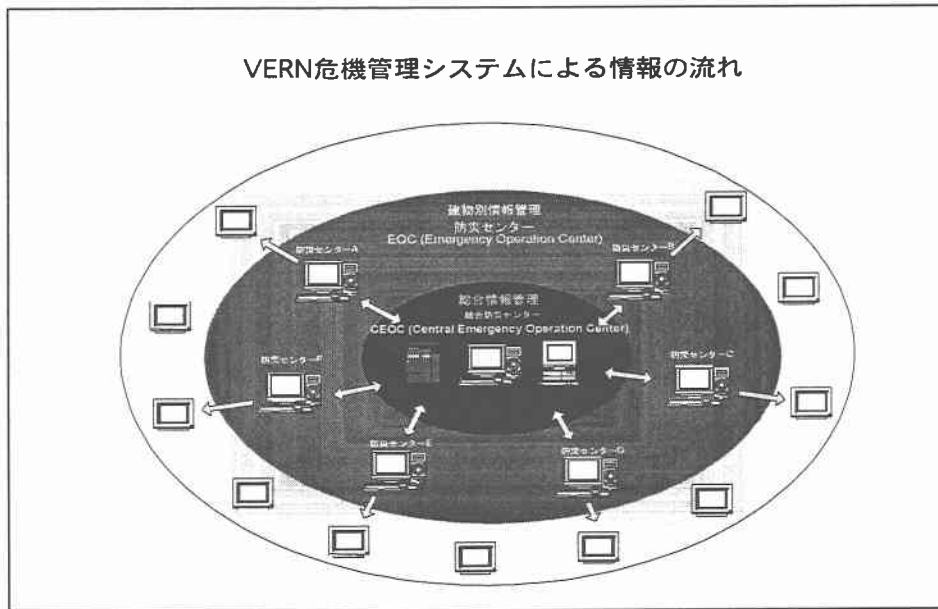 VERN危機管理システムによる情報の流れ
建物別情報管理
防災センター
EOC (Emergency Operation Center)
防災センターA
防災センターB
総合情報管理
総合防災センター
CEOC (Central Emergency Operation Center)
防災センターF
防災センターC
防災センターE
防災センターD